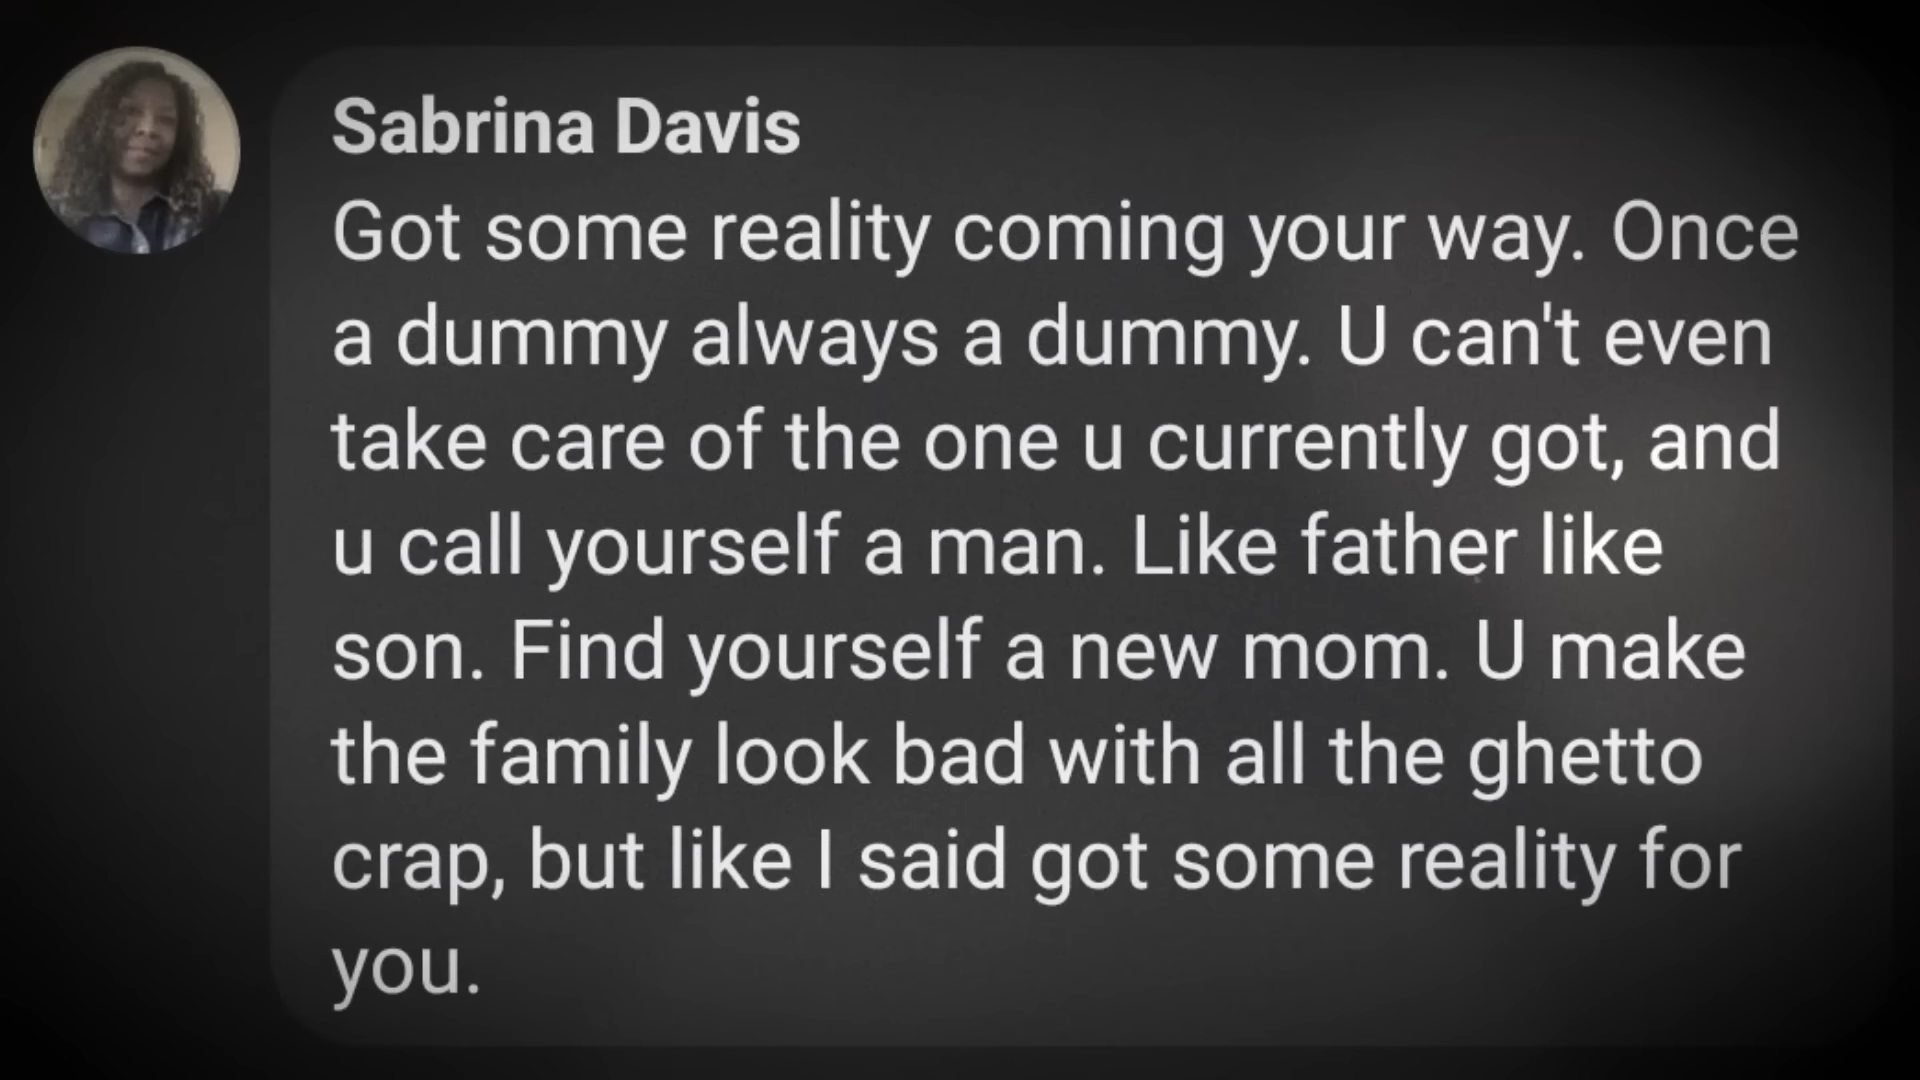 Sabrina Davis
Got some reality coming your way. Once
a dummy always a dummy. U can't even
take care of the one u currently got, and
u call yourself a man. Like father like
son. Find yourself a new mom. U make
the family look bad with all the ghetto
crap, but like I said got some reality for
you.